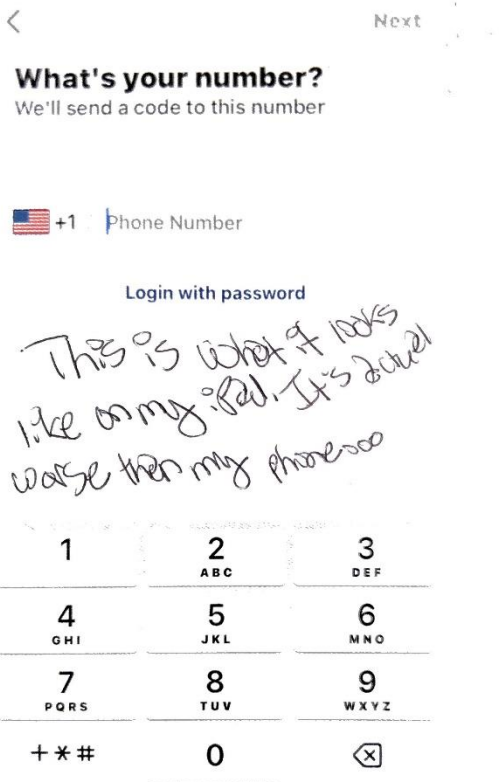 Next
What's your number?
We'll send a code to this number
+1 Phone Number
Login with password
This is what it looks
like on my iPad. It's actuel
worse then my phoneooo
1 2 3
ABC DEF
4 5 6
GHI JKL MNO
7 8 9
PQRS TUV WXYZ
+*# 0